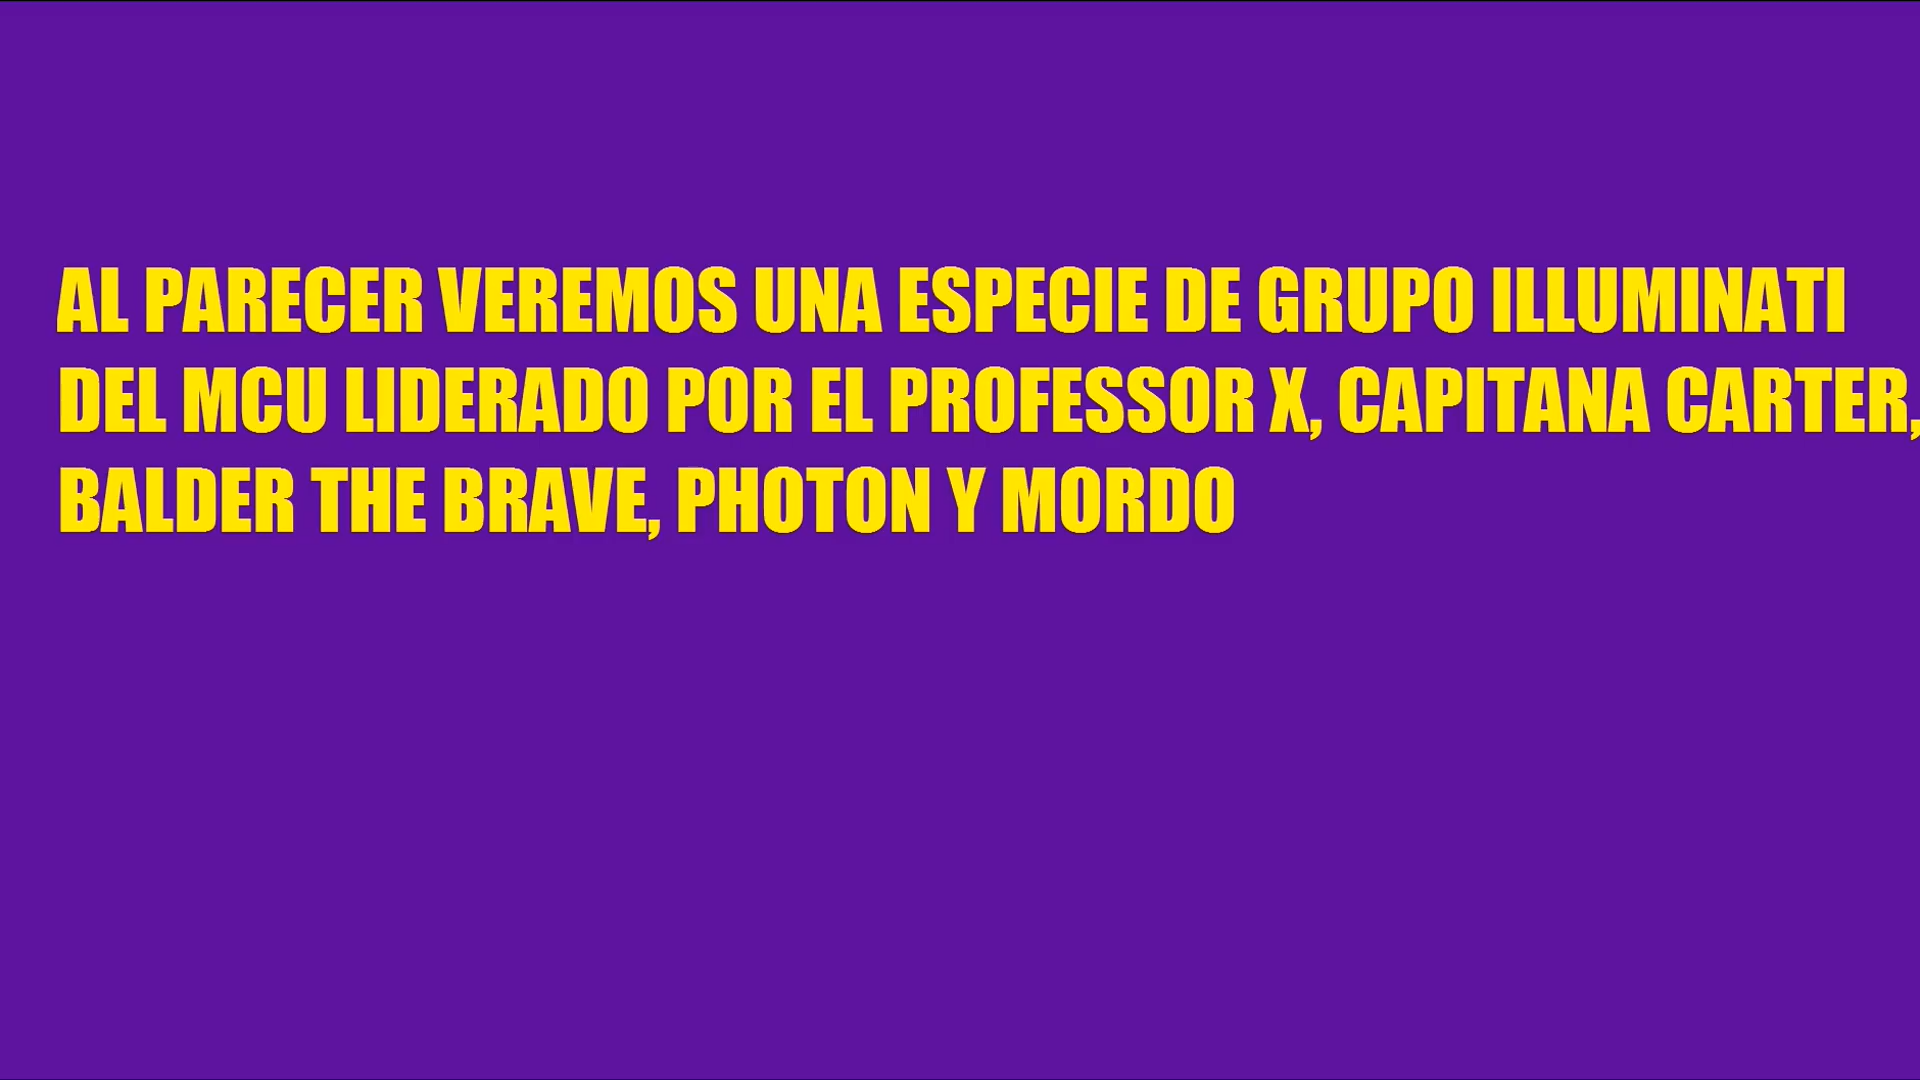 AL PARECER VEREMOS UNA ESPECIE DE GRUPO ILLUMINATI
DEL MCU LIDERADO POR EL PROFESSOR X, CAPITANA CARTER,
BALDER THE BRAVE, PHOTON Y MORDO